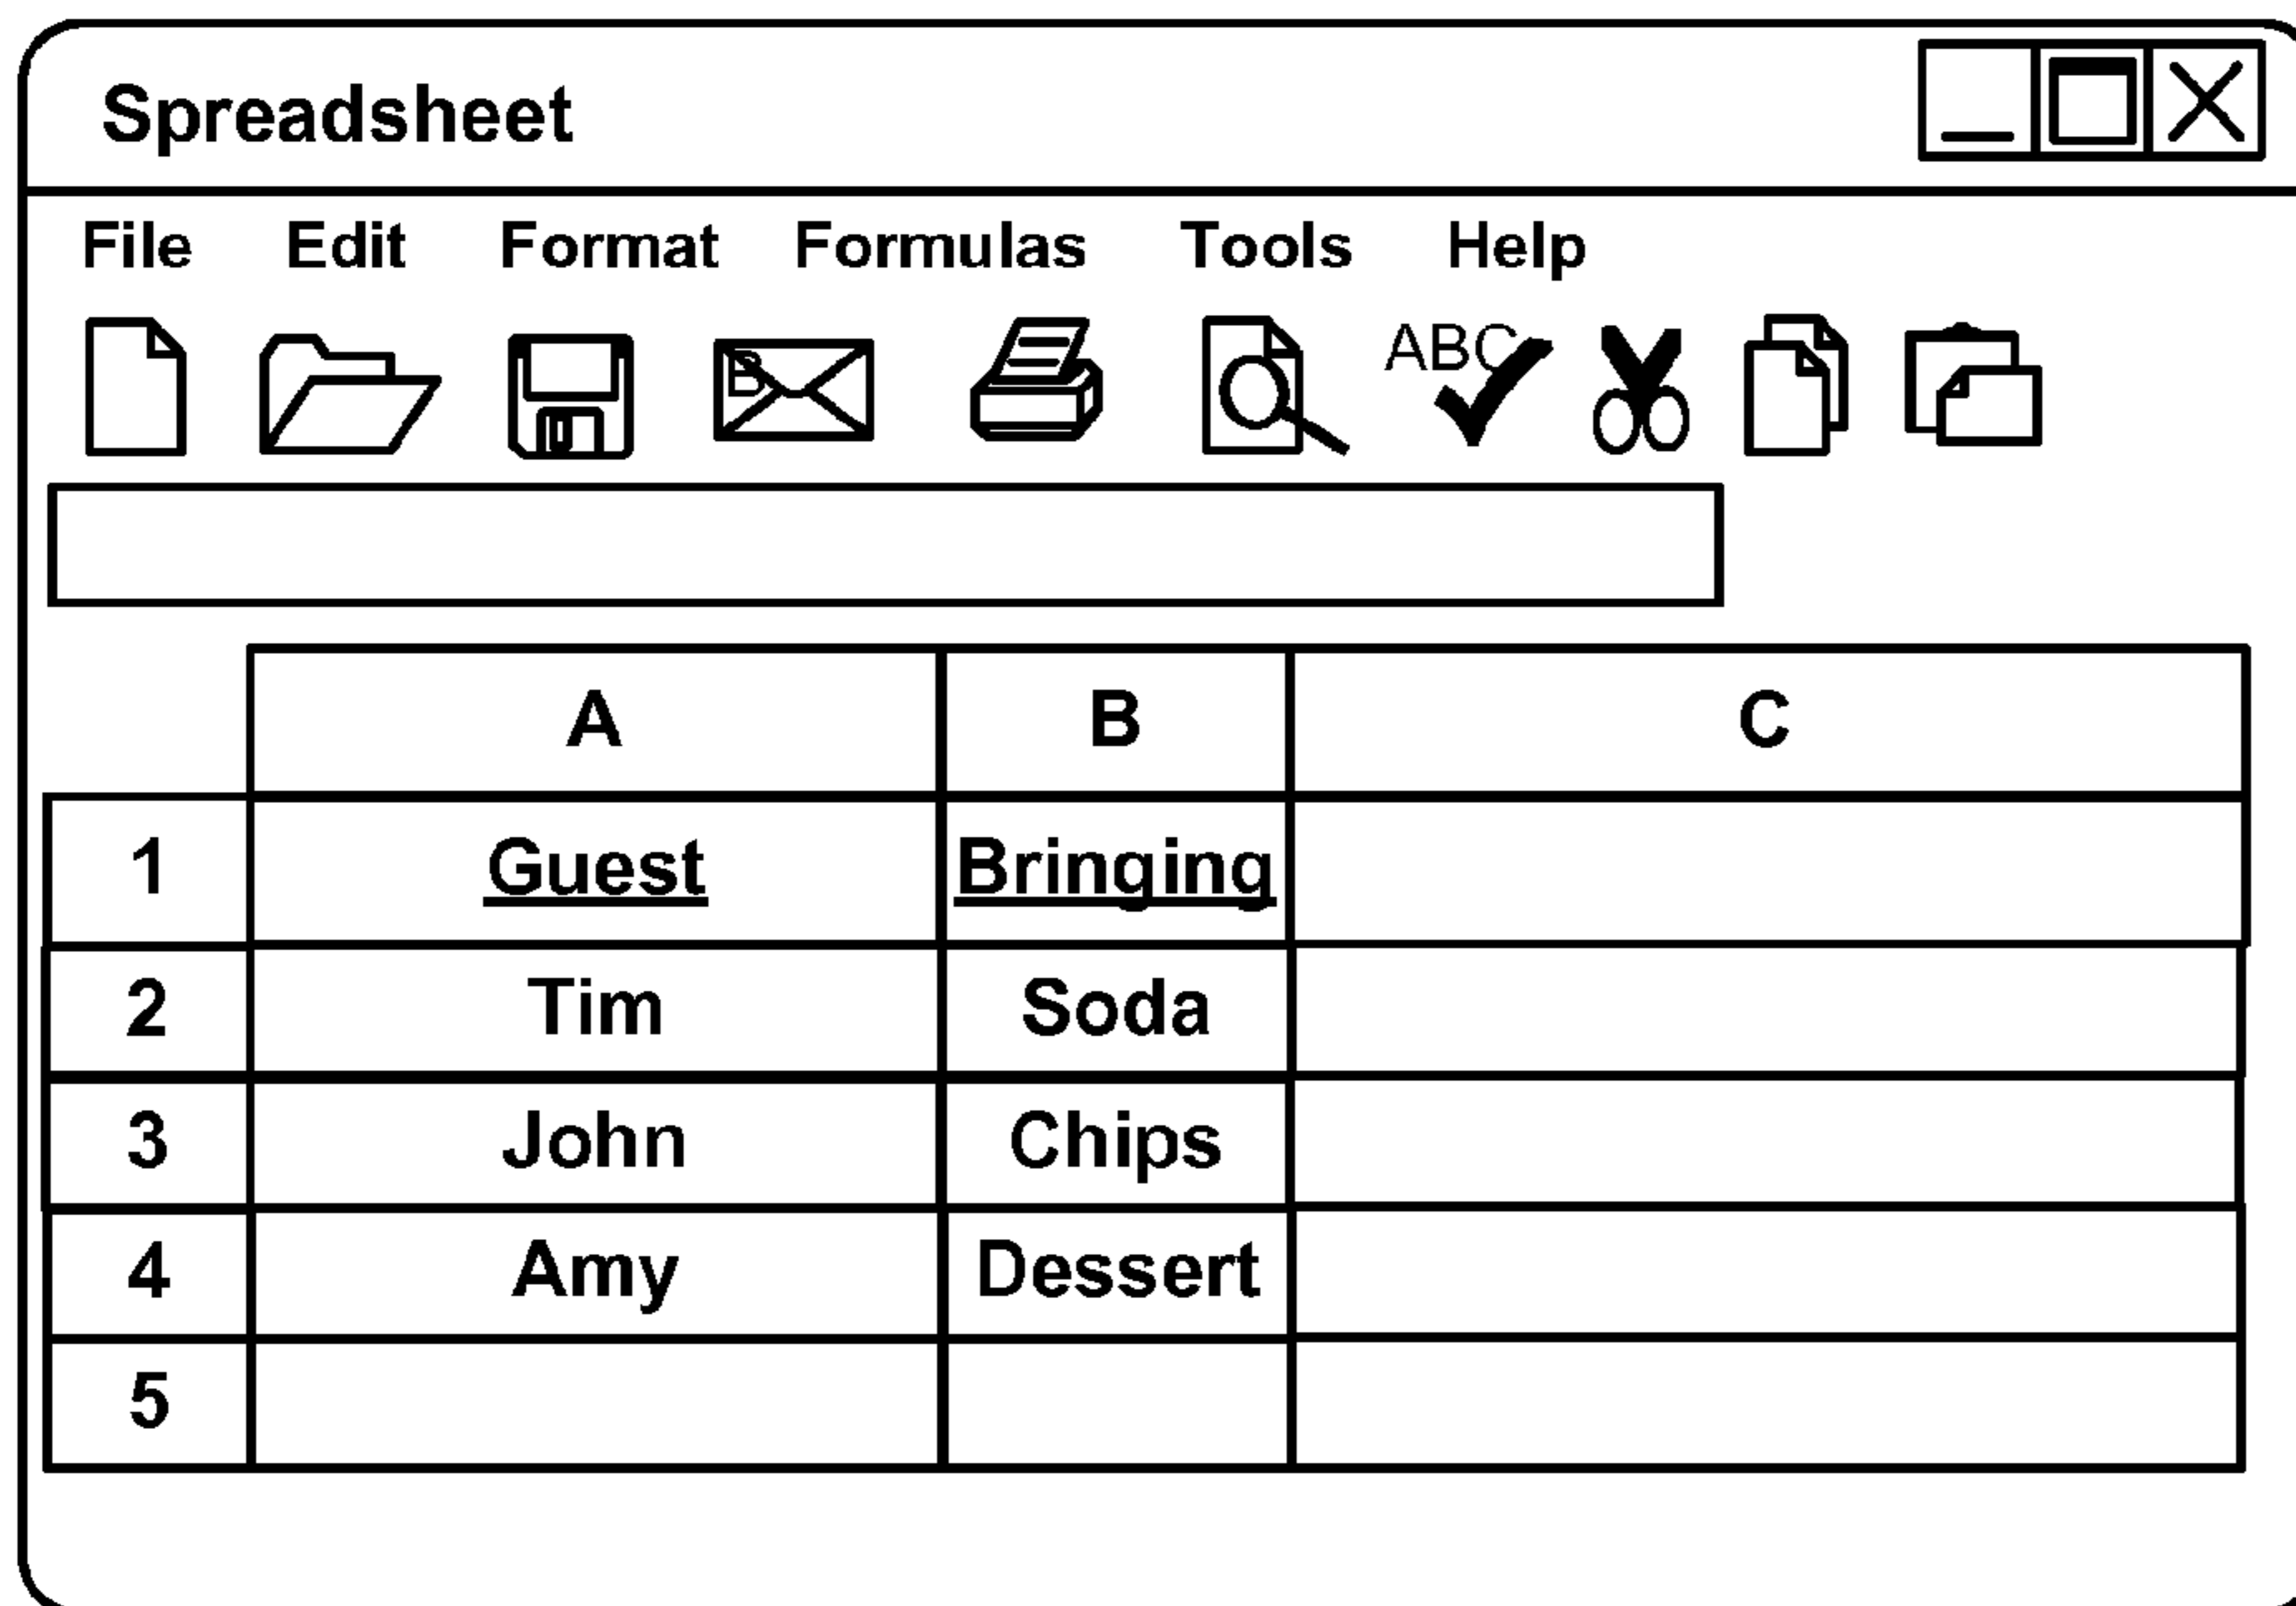 Spreadsheet
File Edit Format Formulas Tools Help
B ABC
A B C
1 Guest Bringing
2 Tim Soda
3 John Chips
4 Amy Dessert
5